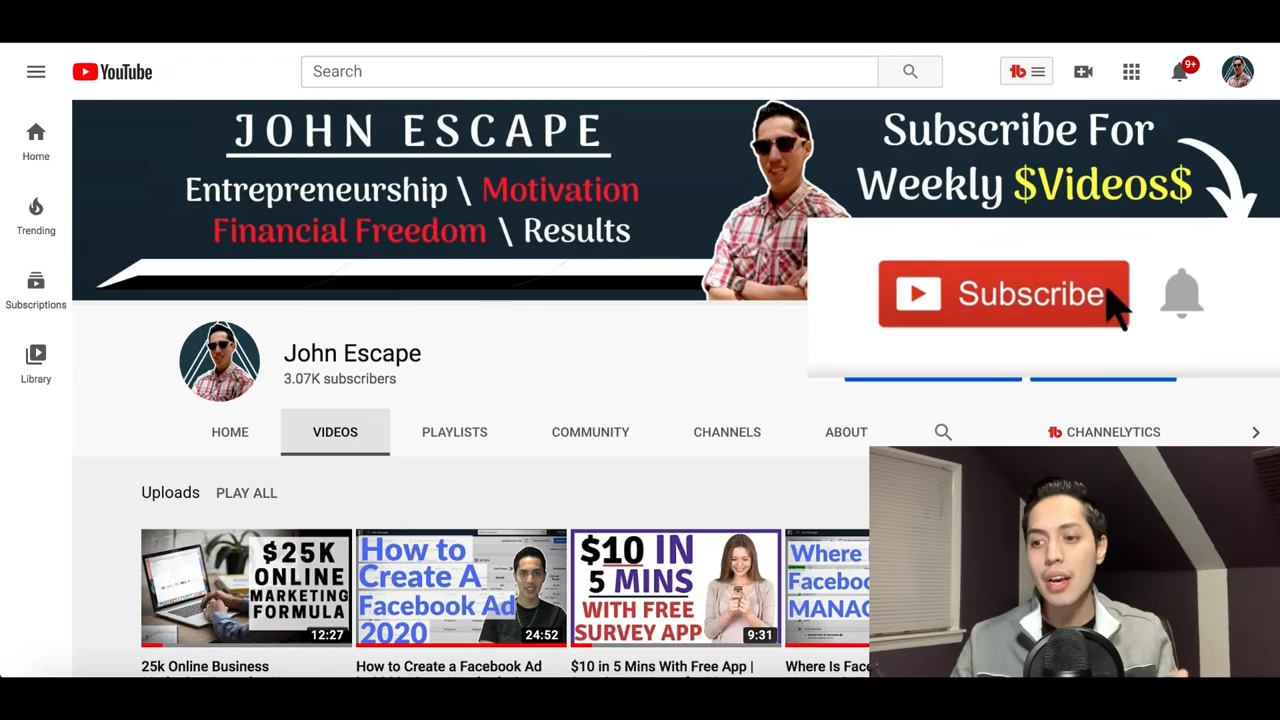 YouTube
Search
9+
Home
Trending
Subscriptions
Library
JOHN ESCAPE
Entrepreneurship \ Motivation
Financial Freedom \ Results
Subscribe For
Weekly $Videos$
Subscribe
John Escape
3.07K subscribers
HOME
VIDEOS
PLAYLISTS
COMMUNITY
CHANNELS
ABOUT
CHANNELYTICS
Uploads
PLAY ALL
$25K
ONLINE
MARKETING
FORMULA
12:27
25k Online Business
How to
Create A
Facebook Ad
2020
24:52
How to Create a Facebook Ad
$10 IN
5 MINS
WITH FREE
SURVEY APP
9:31
$10 in 5 Mins With Free App |
Where
Where Is